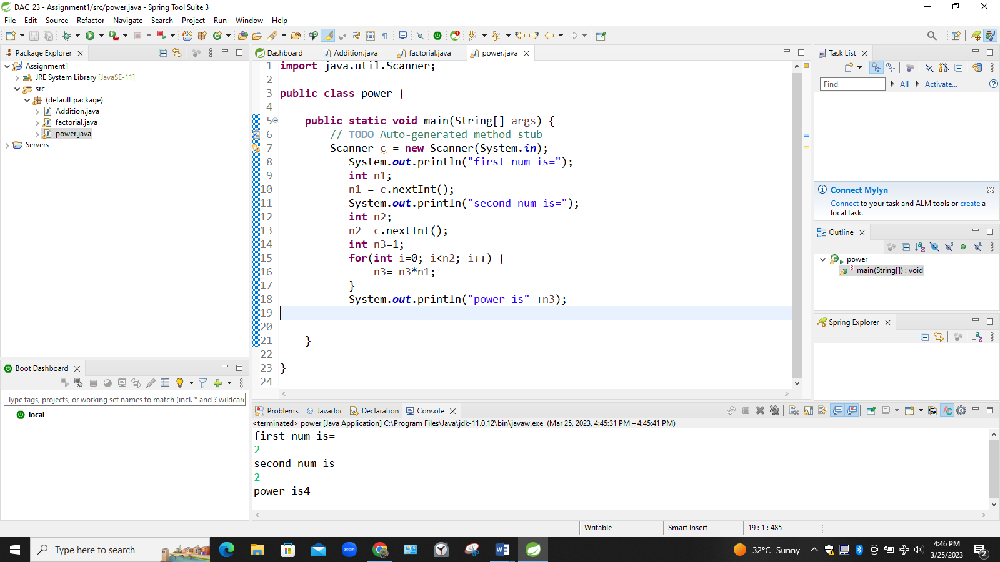 DAC_23 - Assignment1/src/power.java - Spring Tool Suite 3
File Edit Source Refactor Navigate Search Project Run Window Help
Package Explorer
Assignment1
JRE System Library [JavaSE-11]
src
(default package)
Addition.java
factorial.java
power.java
Servers
Boot Dashboard
Type tags, projects, or working set names to match (incl. * and ? wildcar
local
Dashboard Addition.java factorial.java power.java
1 import java.util.Scanner;
2
3 public class power {
4
5 public static void main(String[] args) {
6 // TODO Auto-generated method stub
7 Scanner c = new Scanner(System.in);
8 System.out.println("first num is=");
9 int n1;
10 n1 = c.nextInt();
11 System.out.println("second num is=");
12 int n2;
13 n2= c.nextInt();
14 int n3=1;
15 for(int i=0; i<n2; i++) {
16 n3= n3*n1;
17 }
18 System.out.println("power is" +n3);
19
20
21 }
22
23 }
24
Problems @ Javadoc Declaration Console
<terminated> power [Java Application] C:\Program Files\Java\jdk-11.0.12\bin\javaw.exe (Mar 25, 2023, 4:45:31 PM – 4:45:41 PM)
first num is=
2
second num is=
2
power is4
Task List
Find All Activate...
Connect Mylyn
Connect to your task and ALM tools or create a
local task.
Outline
power
main(String[]) : void
Spring Explorer
Writable Smart Insert 19 : 1 : 485
Type here to search
zoom
32°C Sunny
4:46 PM
3/25/2023
2